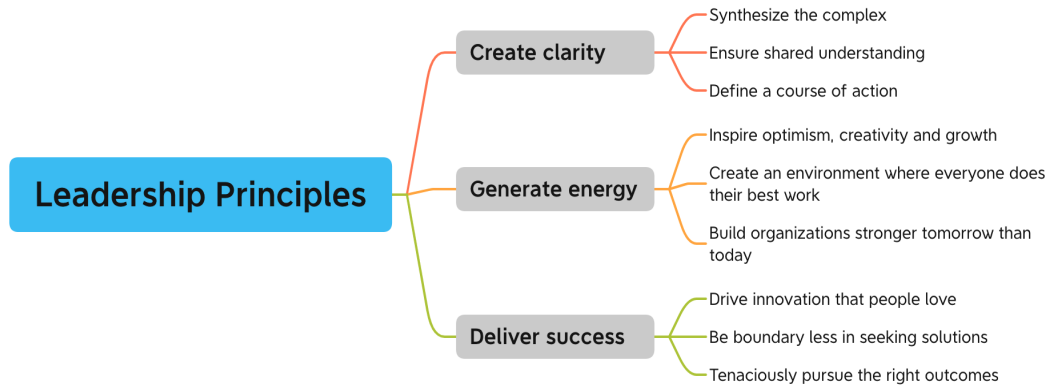 Leadership Principles
Create clarity
Synthesize the complex
Ensure shared understanding
Define a course of action
Generate energy
Inspire optimism, creativity and growth
Create an environment where everyone does
their best work
Build organizations stronger tomorrow than
today
Deliver success
Drive innovation that people love
Be boundary less in seeking solutions
Tenaciously pursue the right outcomes